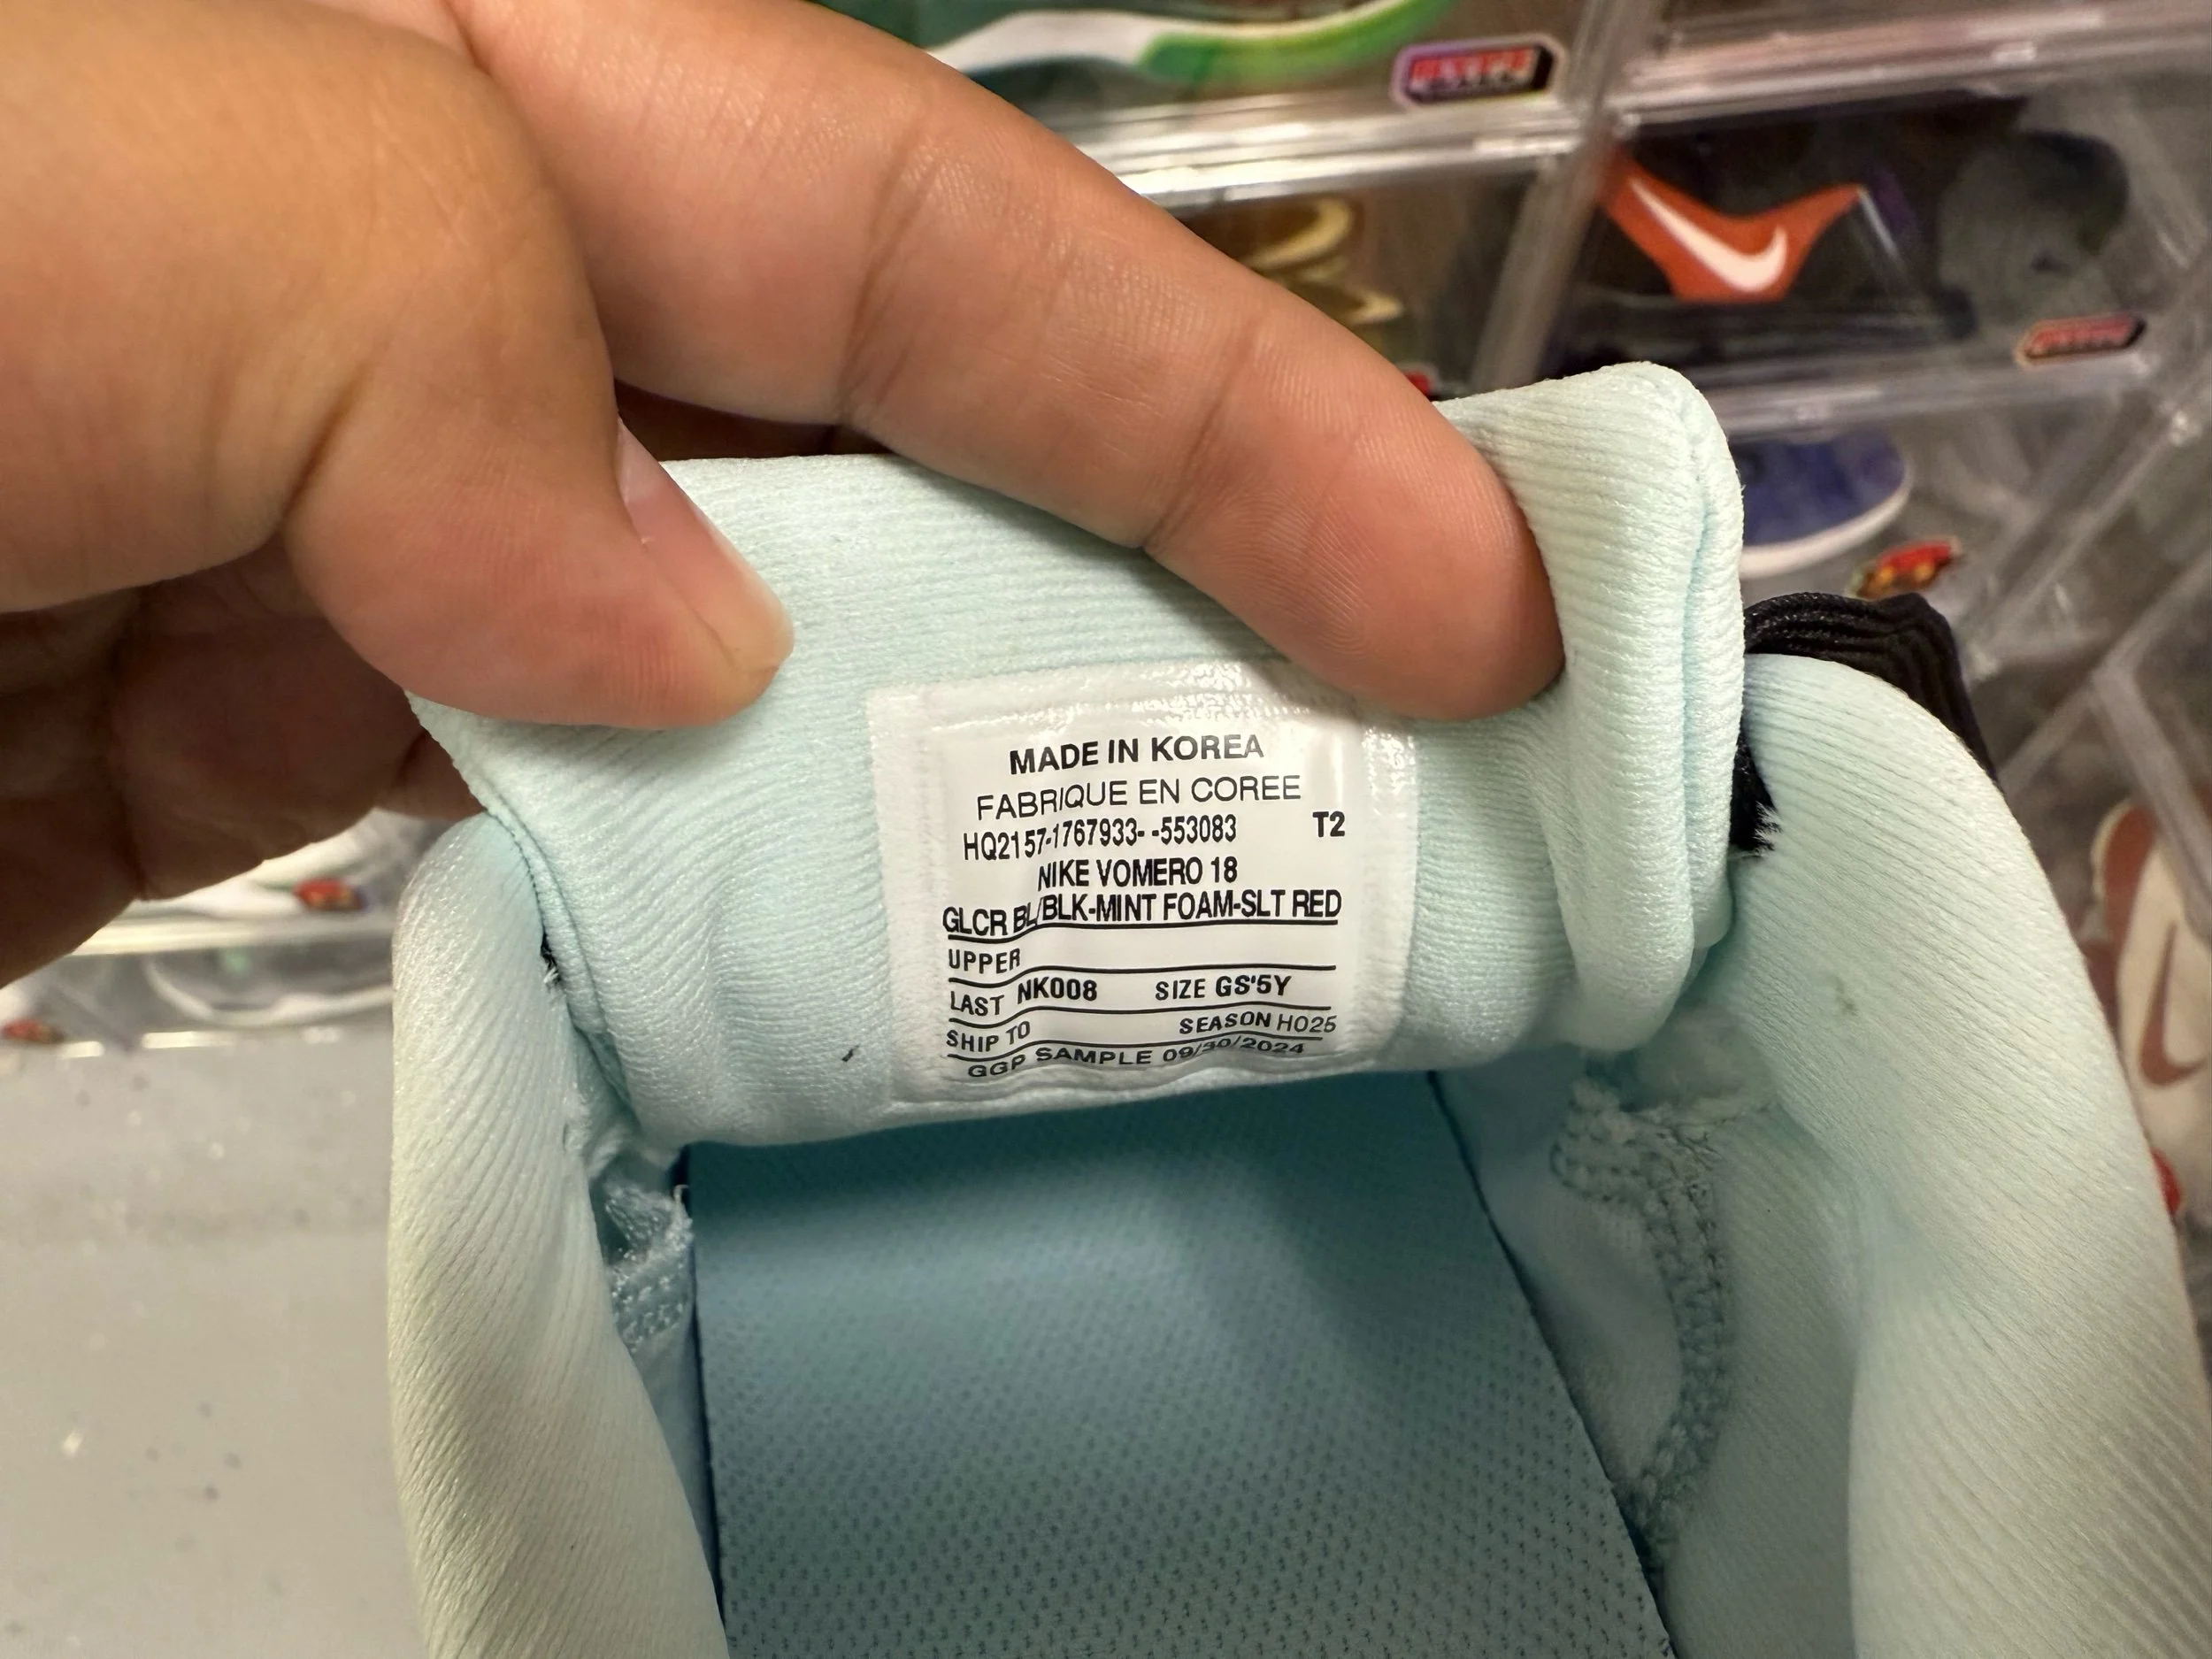 MADE IN KOREA
FABRIQUE EN COREE
HQ2157-1767933- -553083 T2
NIKE VOMERO 18
GLCR BL/BLK-MINT FOAM-SLT RED
UPPER
LAST NK008 SIZE GS'5Y
SHIP TO SEASON HO25
GGP SAMPLE 09/30/2024